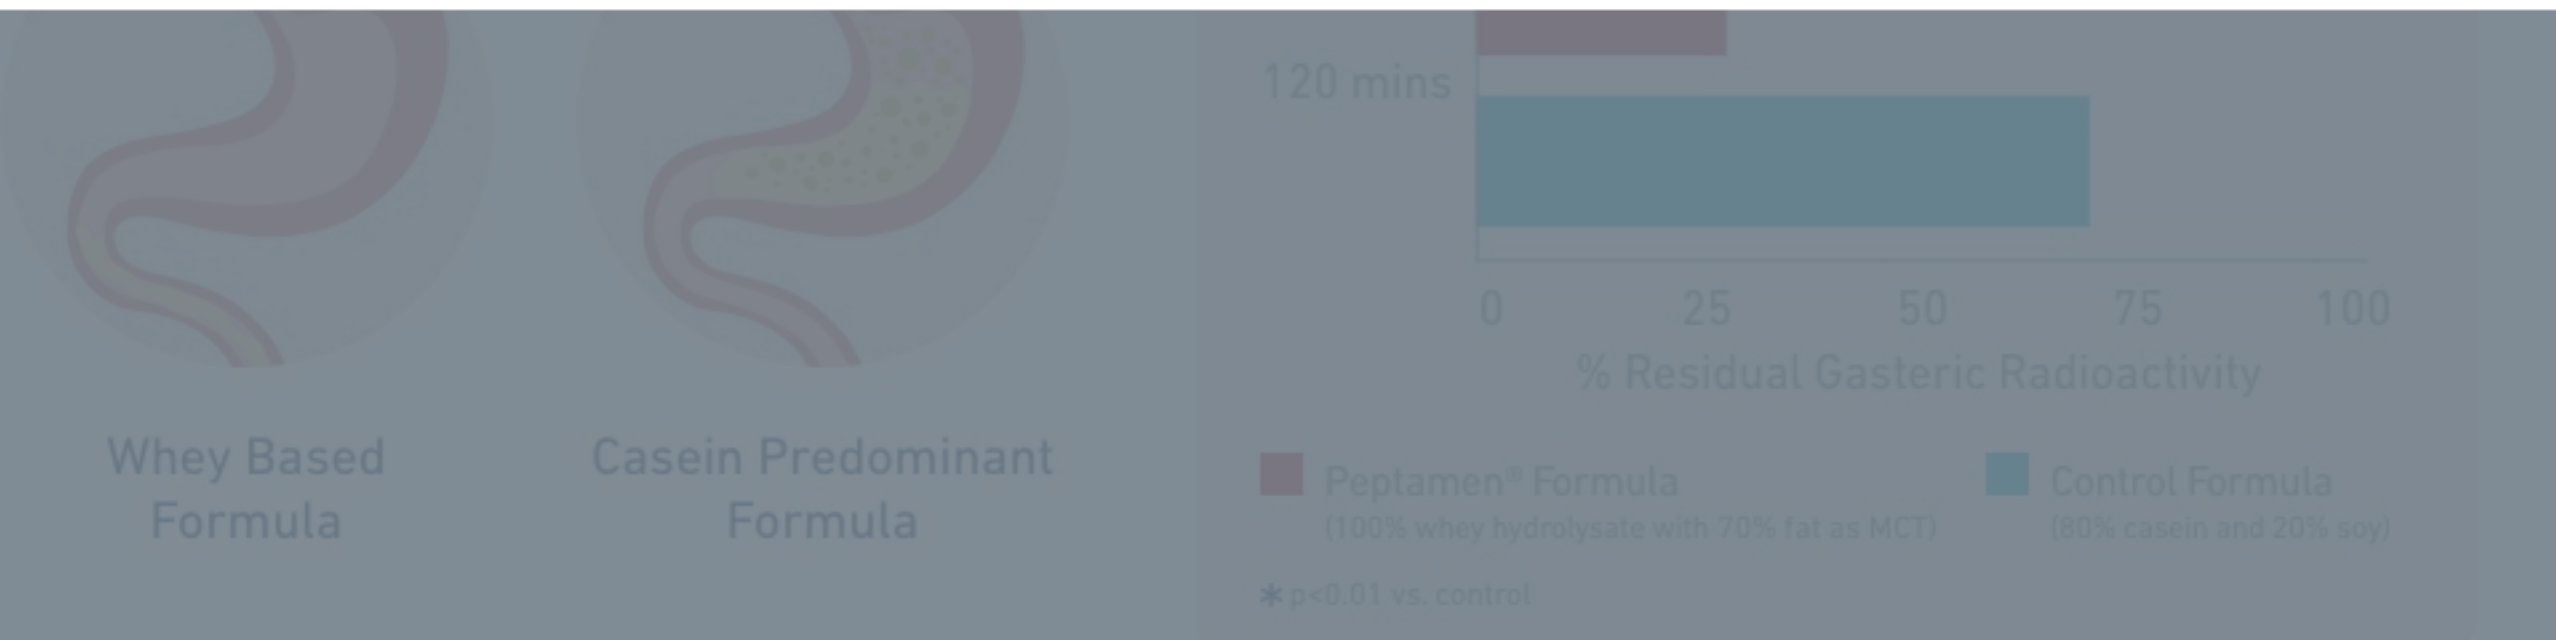 120 mins
0 25 50 75 100
% Residual Gasteric Radioactivity
Whey Based
Formula
Casein Predominant
Formula
Peptamen® Formula
(100% whey hydrolysate with 70% fat as MCT)
Control Formula
(80% casein and 20% soy)
* p<0.01 vs. control